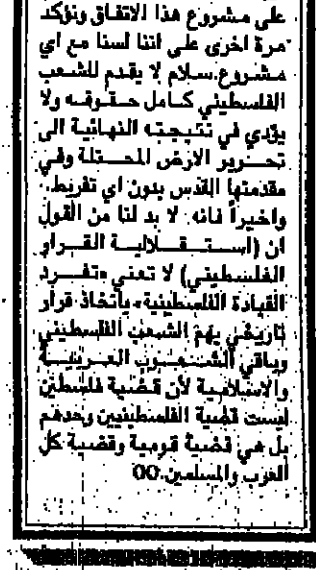 على مشروع هذا الاتفاق ونؤكد
مرة اخرى على اننا لسنا مع اي
مشروع سلام لا يقدم للشعب
الفلسطيني كامل حقوقه ولا
يؤدي في نتيجته النهائية الى
تحرير الارض المحتلة وفي
مقدمتها القدس بدون اي تفريط.
واخيراً فانه لا بد لنا من القول
ان (استقلالية القرار
الفلسطيني) لا تعني «تفرد
القيادة الفلسطينية» باتخاذ قرار
تاريخي يهم الشعب الفلسطيني
وباقي الشعوب العربية
والاسلامية لأن قضية فلسطين
ليست قضية الفلسطينيين وحدهم
بل هي قضية قومية وقضية كل
العرب والمسلمين.OO